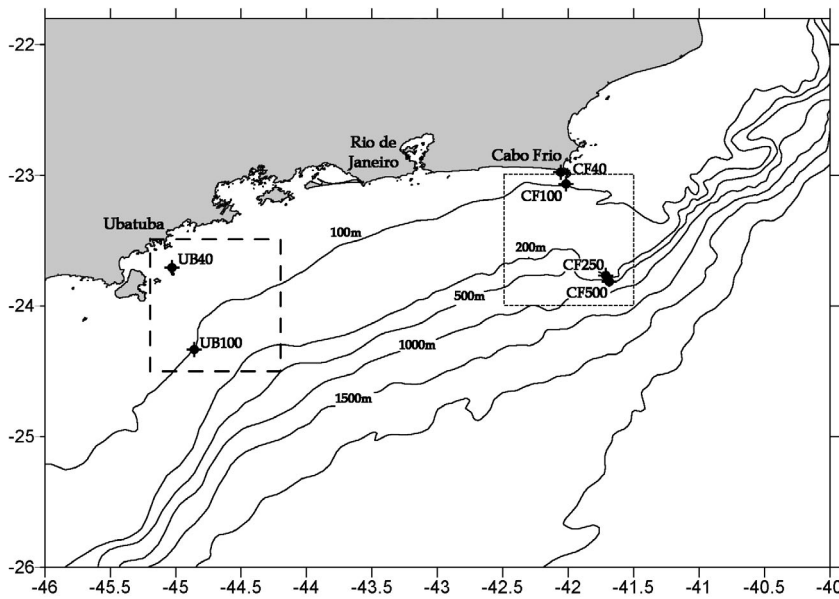 -22
Rio de
Janeiro
Cabo Frio
CF40
-23
CF100
Ubatuba
100m
200m
UB40
CF250
500m
CF500
-24
UB100
1000m
1500m
-25
-26
-46
-45.5
-45
-44.5
-44
-43.5
-43
-42.5
-42
-41.5
-41
-40.5
-40